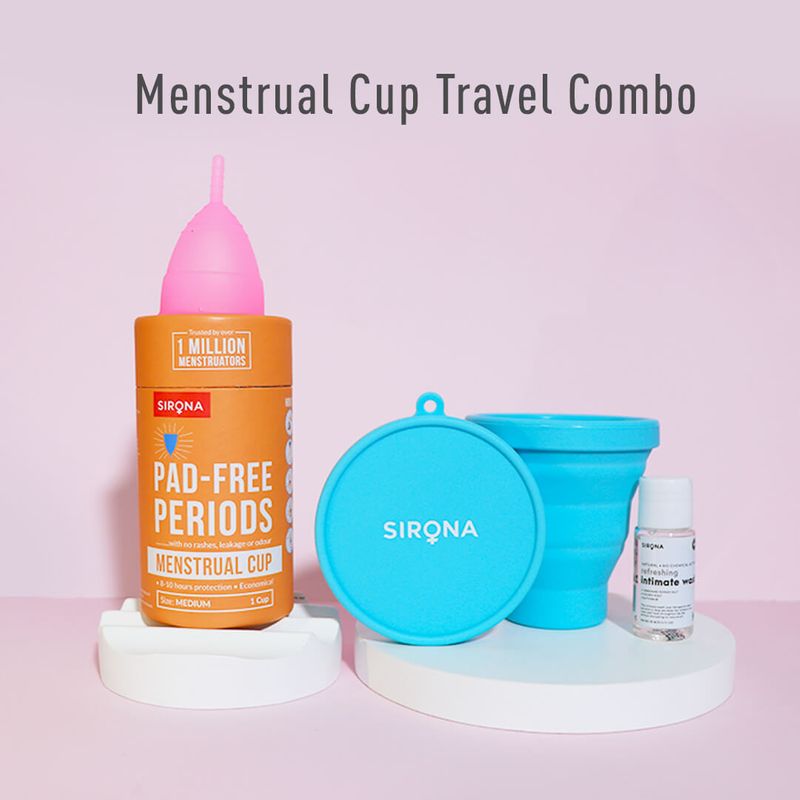 Menstrual Cup Travel Combo
Trusted by over
1 MILLION
MENSTRUATORS
SIRONA
PAD-FREE
PERIODS
...with no rashes, leakage or odour
MENSTRUAL CUP
• 8-10 hours protection • Economical
Size: MEDIUM 1 Cup
SIRONA
SIRONA
refreshing
intimate was